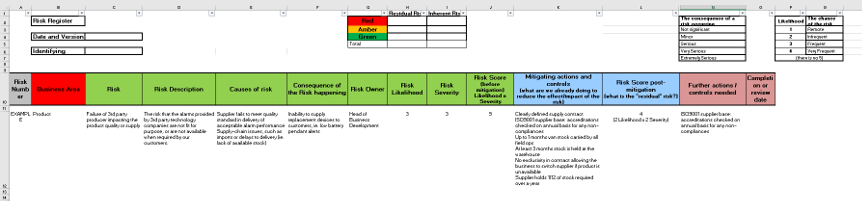 A B C D E F G H I J K L M N O P Q
Residual Ris Inherent Ris
Risk Register
Red
Amber
Green
Total
Date and Version
Identifying
The consequence of a
risk occurring
Not significant
Minor
Serious
Very Serious
Extremely Serious
Likelihood
The chance
of the risk
1 Remote
2 Infrequent
3 Frequent
4 Very Frequent
(there is no 5)
Risk
Numb
er
Business Area
Risk
Risk Description
Causes of risk
Consequence of
the Risk happening
Risk Owner
Risk
Likelihood
Risk
Severity
Risk Score
(before
mitigation)
Likelihood x
Severity
Mitigating actions and
controls
(what are we already doing to
reduce the effect/impact of the
risk)
Risk Score post-
mitigation
(what is the "residual" risk?)
Further actions /
controls needed
Completi
on or
review
date
EXAMPL
E
Product
Failure of 3rd party
producer impacting the
product quality in supply
The risk that the alarms provided
by 3rd party technology
companies are not fit for
purpose, or are not available
when required by our
customers.
Supplier fails to meet quality
standard in delivery of
acceptable alarm performance
Supply-chain issues, such as
imports or delays to delivery (ie
lack of available stock)
Inability to supply
replacement devices to
customers, ie. low battery
pendant alerts
Head of
Business
Development
3
3
9
Clearly defined supply contract
ISO9001 supplier base: accreditations
checked on annual basis for any non-
compliances
Up to 1 months van stock carried by all
field ops
At least 3 months stock is held at the
warehouse
No exclusivity in contract allowing the
business to switch supplier if product is
unavailable
Supplier holds 1/12 of stock required
over a year
4
(2 Likelihood x 2 Severity)
ISO9001 supplier base:
accreditations checked on
annual basis for any non-
compliances